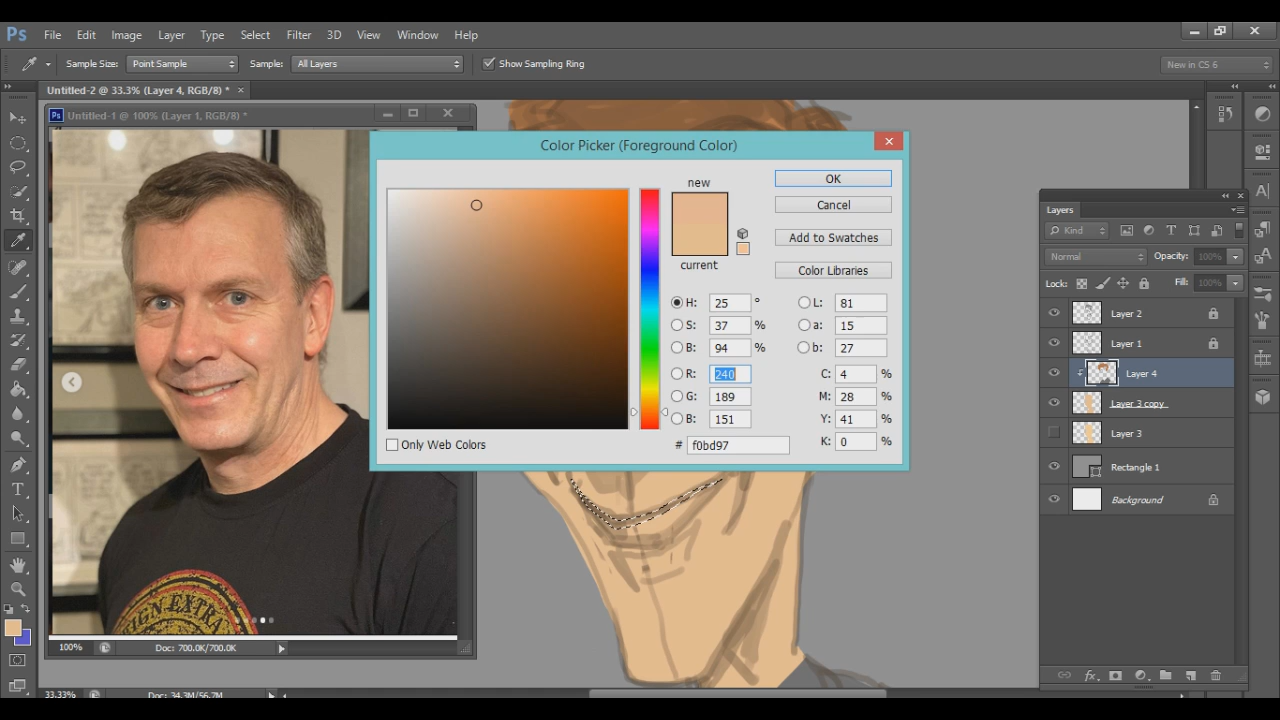 Ps File Edit Image Layer Type Select Filter 3D View Window Help
Sample Size: Point Sample Sample: All Layers Show Sampling Ring New in CS 6
Untitled-2 @ 33.3% (Layer 4, RGB/8) * ×
Ps Untitled-1 @ 100% (Layer 1, RGB/8) *
Color Picker (Foreground Color)
new
current
OK
Cancel
Add to Swatches
Color Libraries
H: 25 °
S: 37 %
B: 94 %
R: 240
G: 189
B: 151
L: 81
a: 15
b: 27
C: 4 %
M: 28 %
Y: 41 %
K: 0 %
# f0bd97
Only Web Colors
Layers
Kind
Normal Opacity: 100%
Lock: Fill: 100%
Layer 2
Layer 1
Layer 4
Layer 3 copy
Layer 3
Rectangle 1
Background
fx
IGN EXTRA
100% Doc: 700.0K/700.0K
33.33% Doc: 34.3M/56.7M